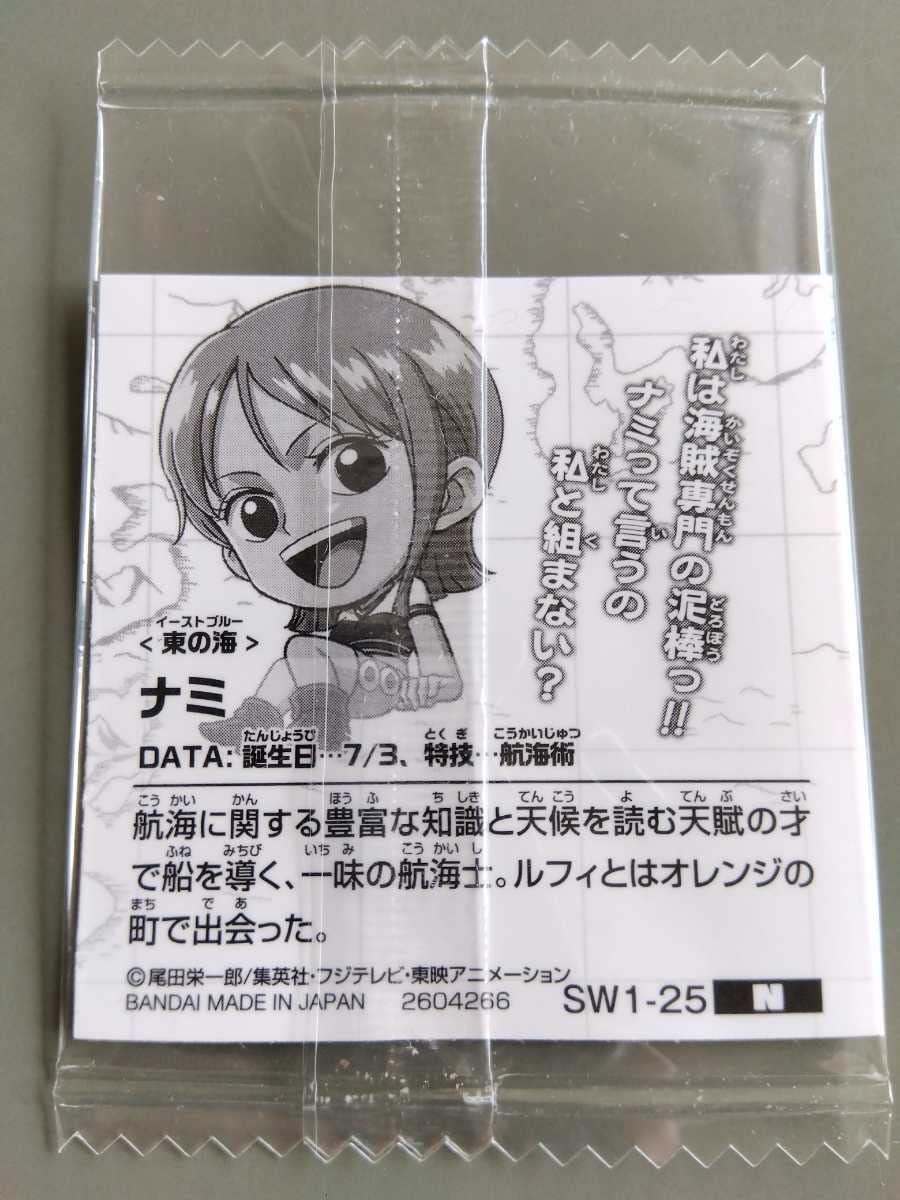 私は海賊専門の泥棒っ!!
ナミって言うの
私と組まない?
イーストブルー
<東の海>
ナミ
DATA: 誕生日…7/3、特技…航海術
航海に関する豊富な知識と天候を読む天賦の才
で船を導く、一味の航海士。ルフィとはオレンジの
町で出会った。
©尾田栄一郎/集英社・フジテレビ・東映アニメーション
BANDAI MADE IN JAPAN 2604266
SW1-25 N